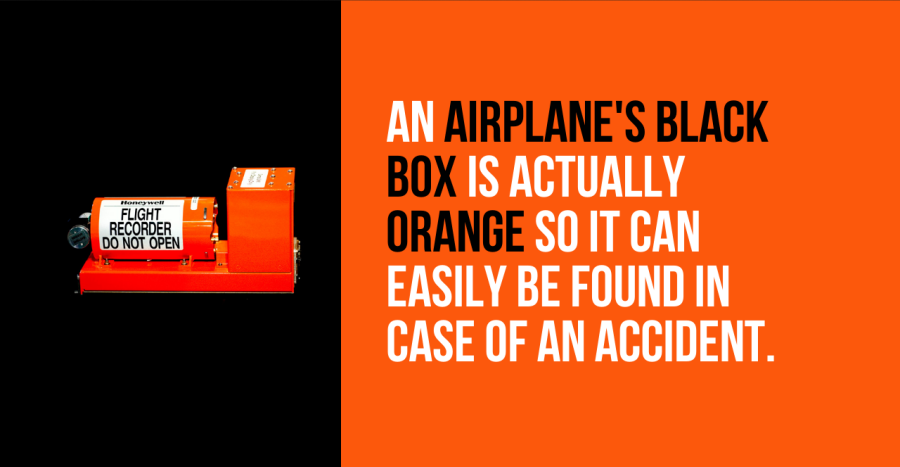 Honeywell
FLIGHT
RECORDER
DO NOT OPEN
AN AIRPLANE'S BLACK
BOX IS ACTUALLY
ORANGE SO IT CAN
EASILY BE FOUND IN
CASE OF AN ACCIDENT.